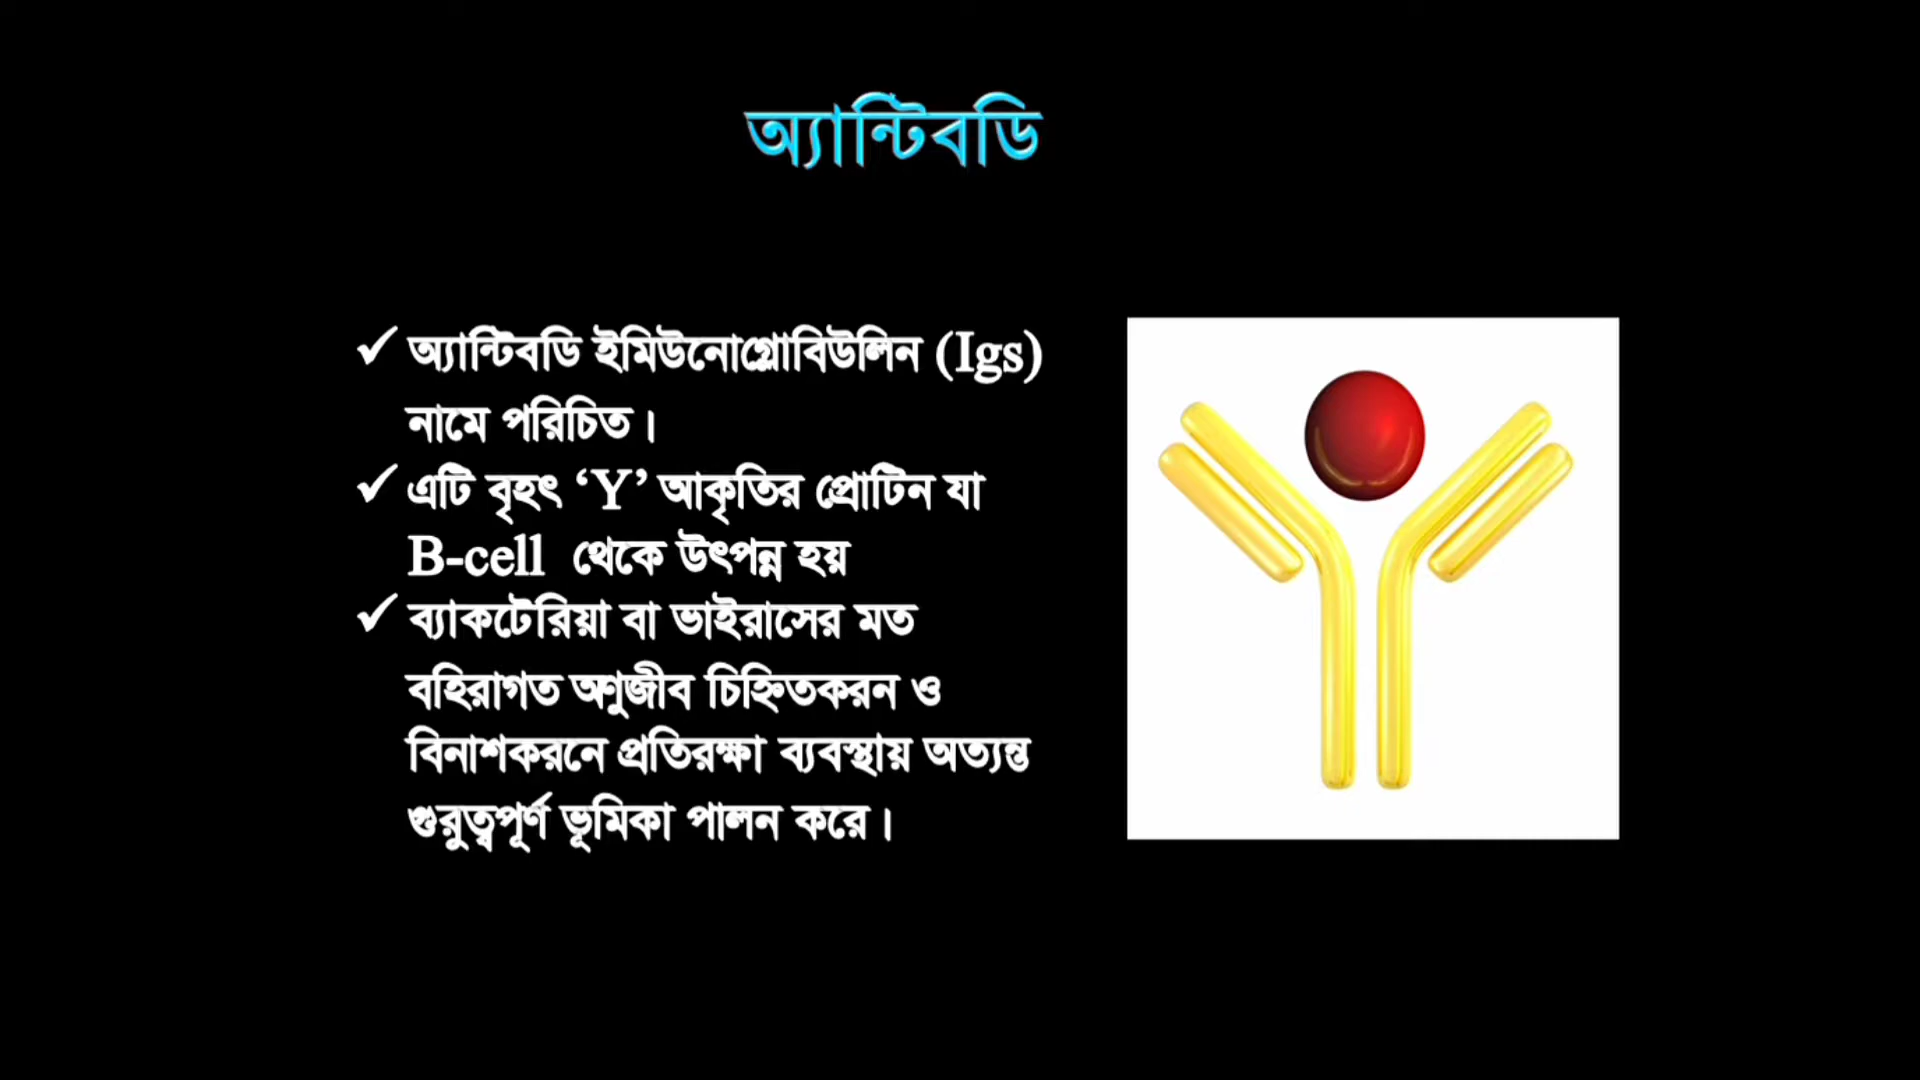 অ্যান্টিবডি
✓ অ্যান্টিবডি ইমিউনোগ্লোবিউলিন (Igs)
নামে পরিচিত।
✓ এটি বৃহৎ ‘Y’ আকৃতির প্রোটিন যা
B-cell থেকে উৎপন্ন হয়
✓ ব্যাকটেরিয়া বা ভাইরাসের মত
বহিরাগত অণুজীব চিহ্নিতকরন ও
বিনাশকরনে প্রতিরক্ষা ব্যবস্থায় অত্যন্ত
গুরুত্বপূর্ণ ভূমিকা পালন করে।